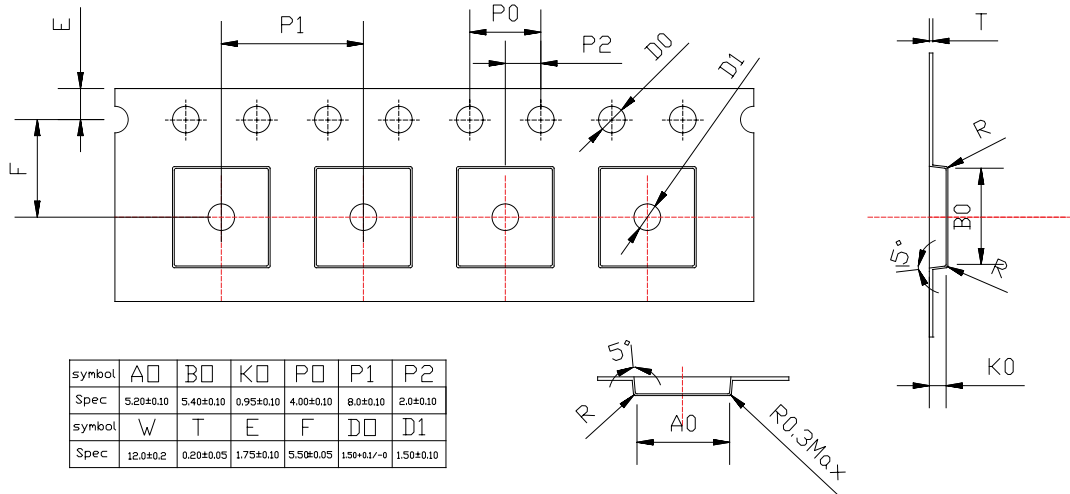 E
P1
P0
P2
D0
D1
T
F
R
B0
5°
R
K0
5°
R
A0
R0.3Max
symbol A0 B0 K0 P0 P1 P2
Spec 5.20±0.10 5.40±0.10 0.95±0.10 4.00±0.10 8.0±0.10 2.0±0.10
symbol W T E F D0 D1
Spec 12.0±0.2 0.20±0.05 1.75±0.10 5.50±0.05 1.50+0.1/-0 1.50±0.10